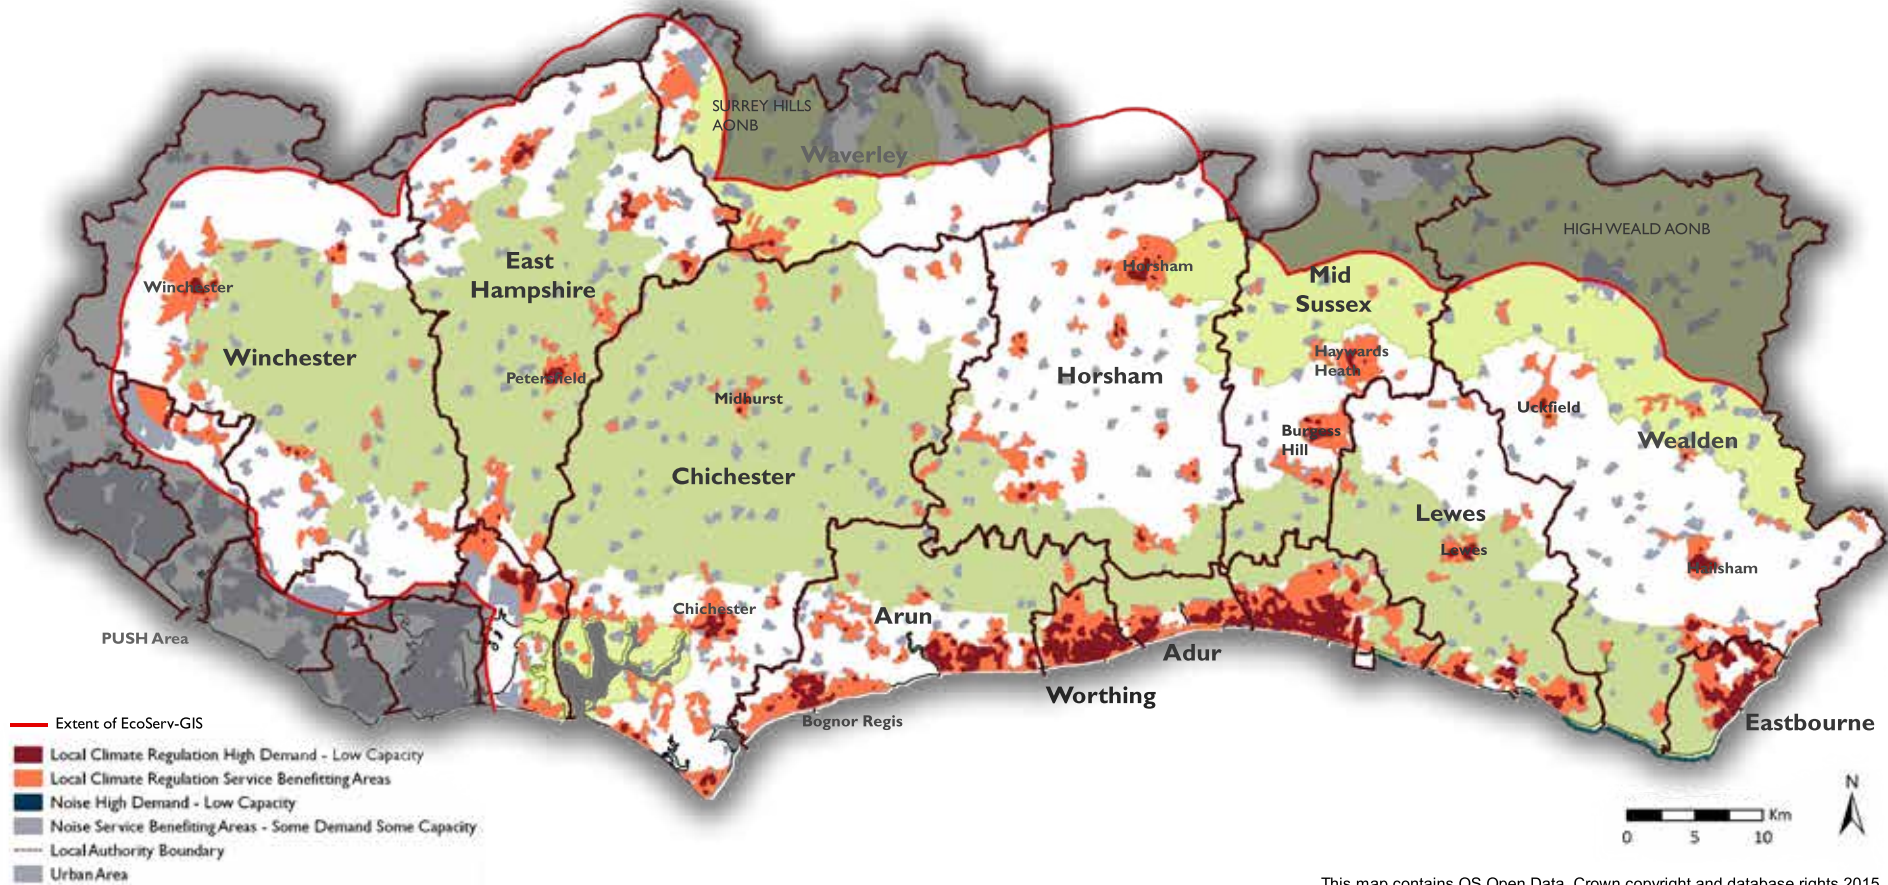 SURREY HILLS
AONB
Waverley
HIGH WEALD AONB
East
Hampshire
Horsham
Mid
Sussex
Winchester
Winchester
Petersfield
Midhurst
Horsham
Haywards
Heath
Uckfield
Burgess
Hill
Wealden
Chichester
Lewes
Lewes
Hailsham
Chichester
Arun
PUSH Area
Adur
Worthing
Bognor Regis
Eastbourne
Extent of EcoServ-GIS
Local Climate Regulation High Demand - Low Capacity
Local Climate Regulation Service Benefitting Areas
Noise High Demand - Low Capacity
Noise Service Benefiting Areas - Some Demand Some Capacity
Local Authority Boundary
Urban Area
N
Km
0 5 10
This map contains OS Open Data. Crown copyright and database rights 2015